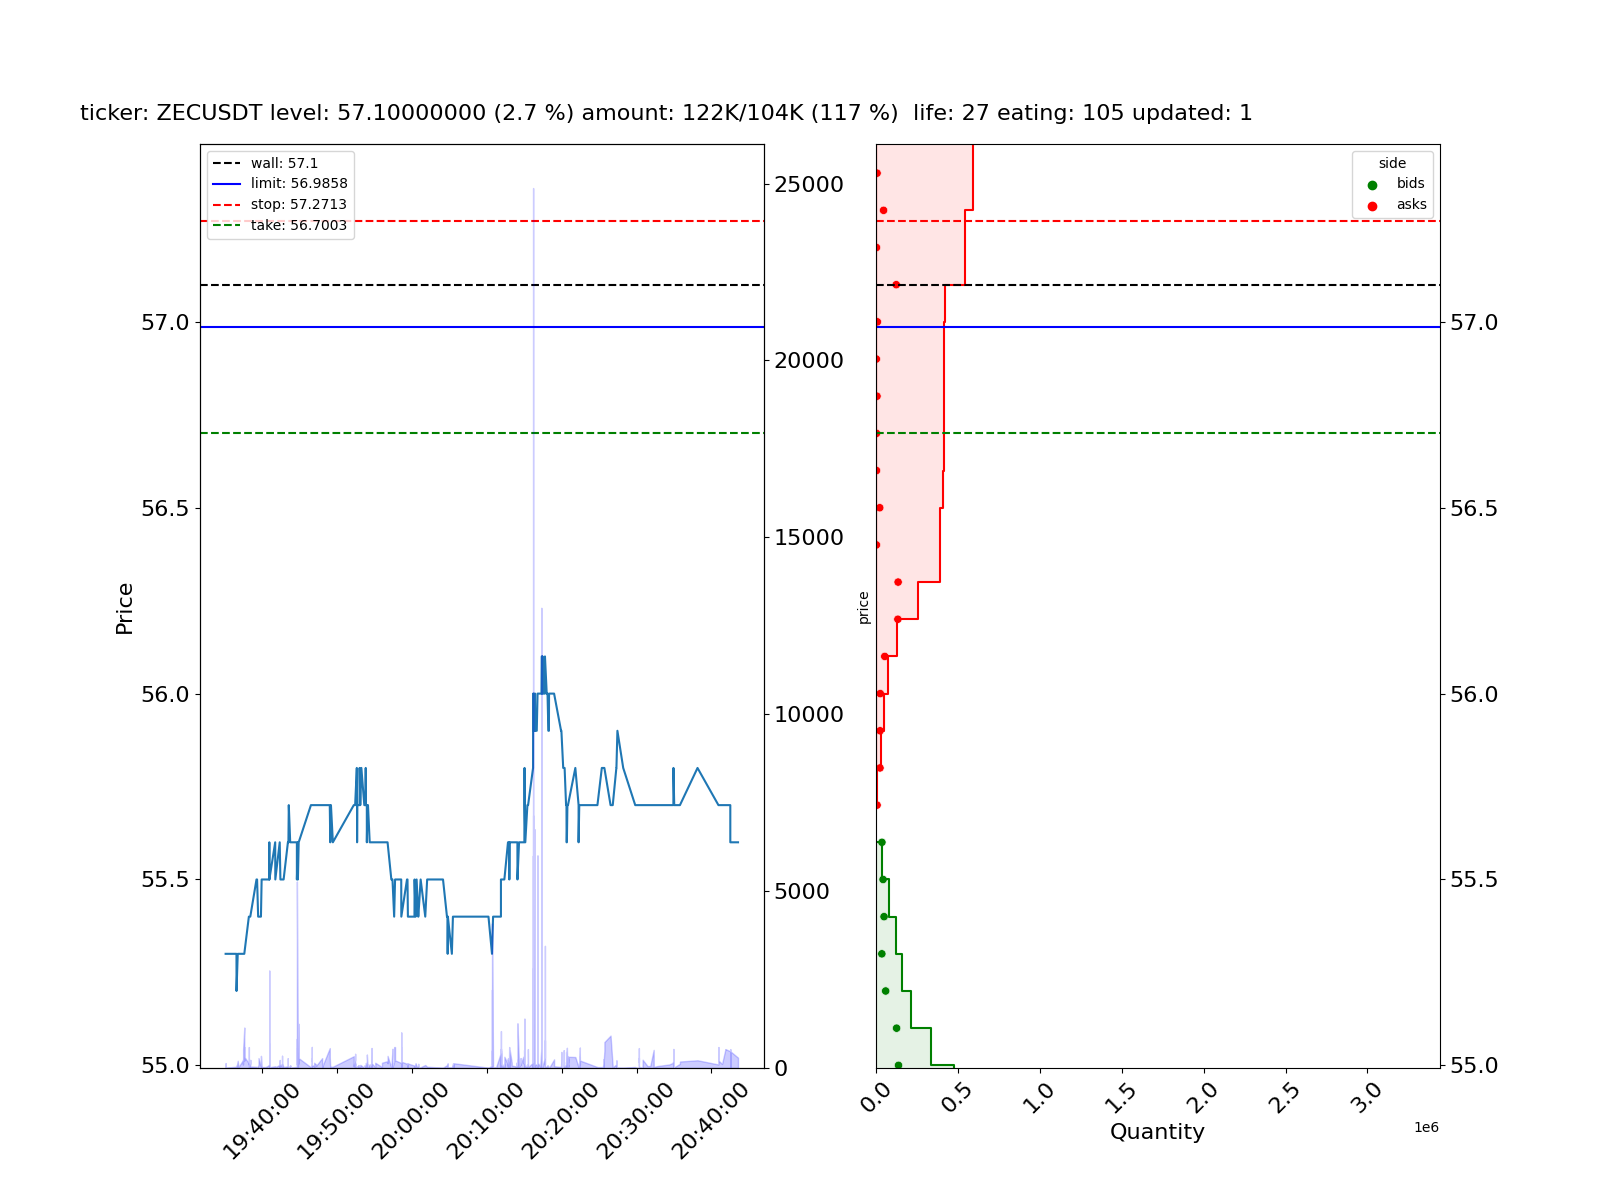 ticker: ZECUSDT level: 57.10000000 (2.7 %) amount: 122K/104K (117 %)  life: 27 eating: 105 updated: 1
wall: 57.1
limit: 56.9858
stop: 57.2713
take: 56.7003
Price
57.0
56.5
56.0
55.5
55.0
25000
20000
15000
10000
5000
0
19:40:00
19:50:00
20:00:00
20:10:00
20:20:00
20:30:00
20:40:00
side
bids
asks
price
57.0
56.5
56.0
55.5
55.0
0.0
0.5
1.0
1.5
2.0
2.5
3.0
1e6
Quantity